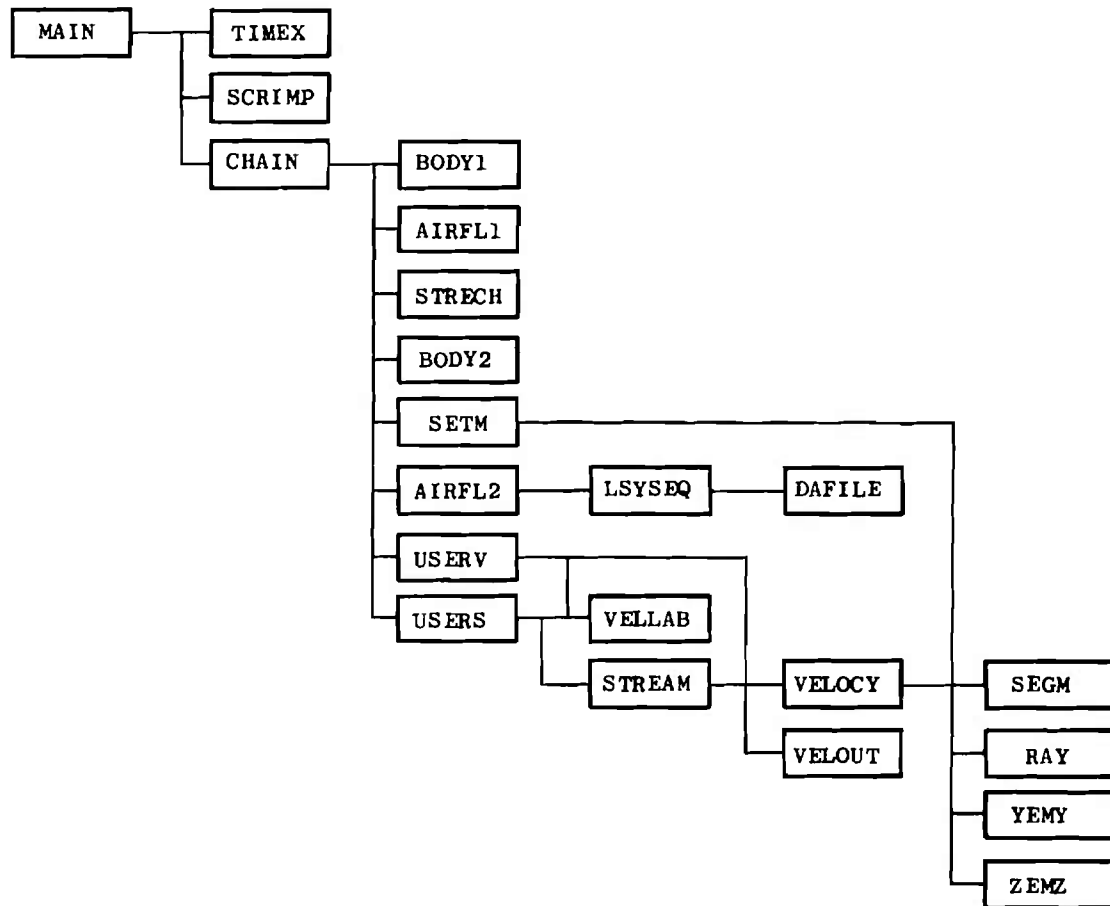 MAIN
TIMEX
SCRIMP
CHAIN
BODY1
AIRFL1
STRECH
BODY2
SETM
AIRFL2
LSYSEQ
DAFILE
USERV
USERS
VELLAB
STREAM
VELOCY
SEGM
VELOUT
RAY
YEMY
ZEMZ